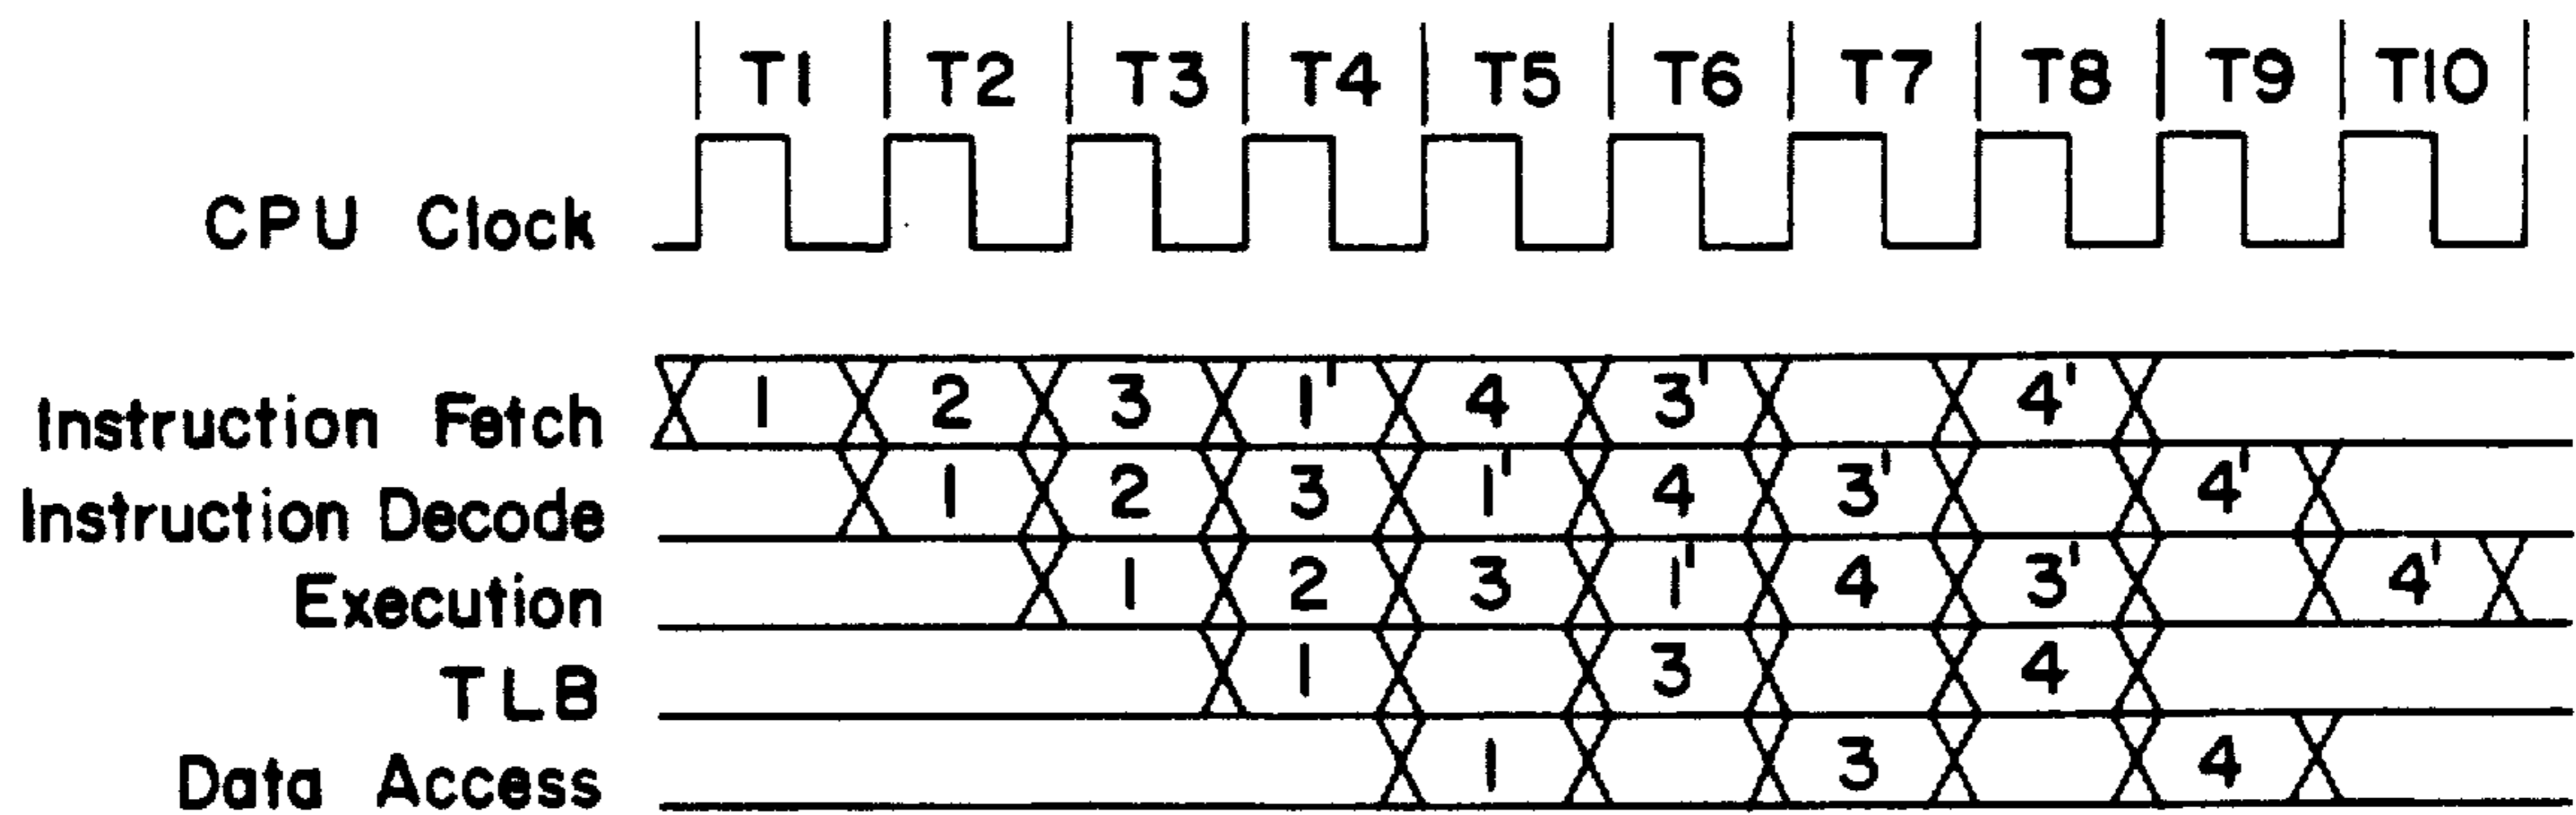 T1 T2 T3 T4 T5 T6 T7 T8 T9 T10
CPU Clock
Instruction Fetch 1 2 3 1' 4 3' 4'
Instruction Decode 1 2 3 1' 4 3' 4'
Execution 1 2 3 1' 4 3' 4'
TLB 1 3 4
Data Access 1 3 4